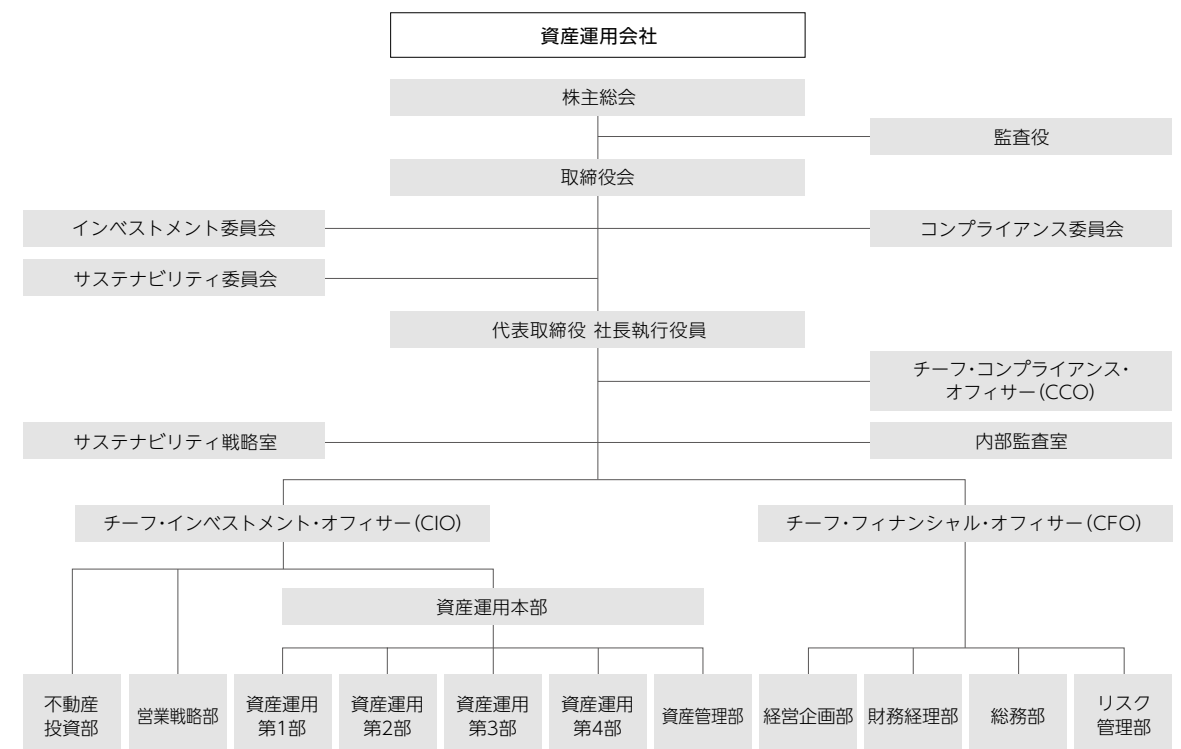 資産運用会社
株主総会
監査役
取締役会
インベストメント委員会
コンプライアンス委員会
サステナビリティ委員会
代表取締役 社長執行役員
チーフ・コンプライアンス・
オフィサー(CCO)
サステナビリティ戦略室
内部監査室
チーフ・インベストメント・オフィサー(CIO)
チーフ・フィナンシャル・オフィサー(CFO)
資産運用本部
不動産
投資部
営業戦略部
資産運用
第1部
資産運用
第2部
資産運用
第3部
資産運用
第4部
資産管理部
経営企画部
財務経理部
総務部
リスク
管理部